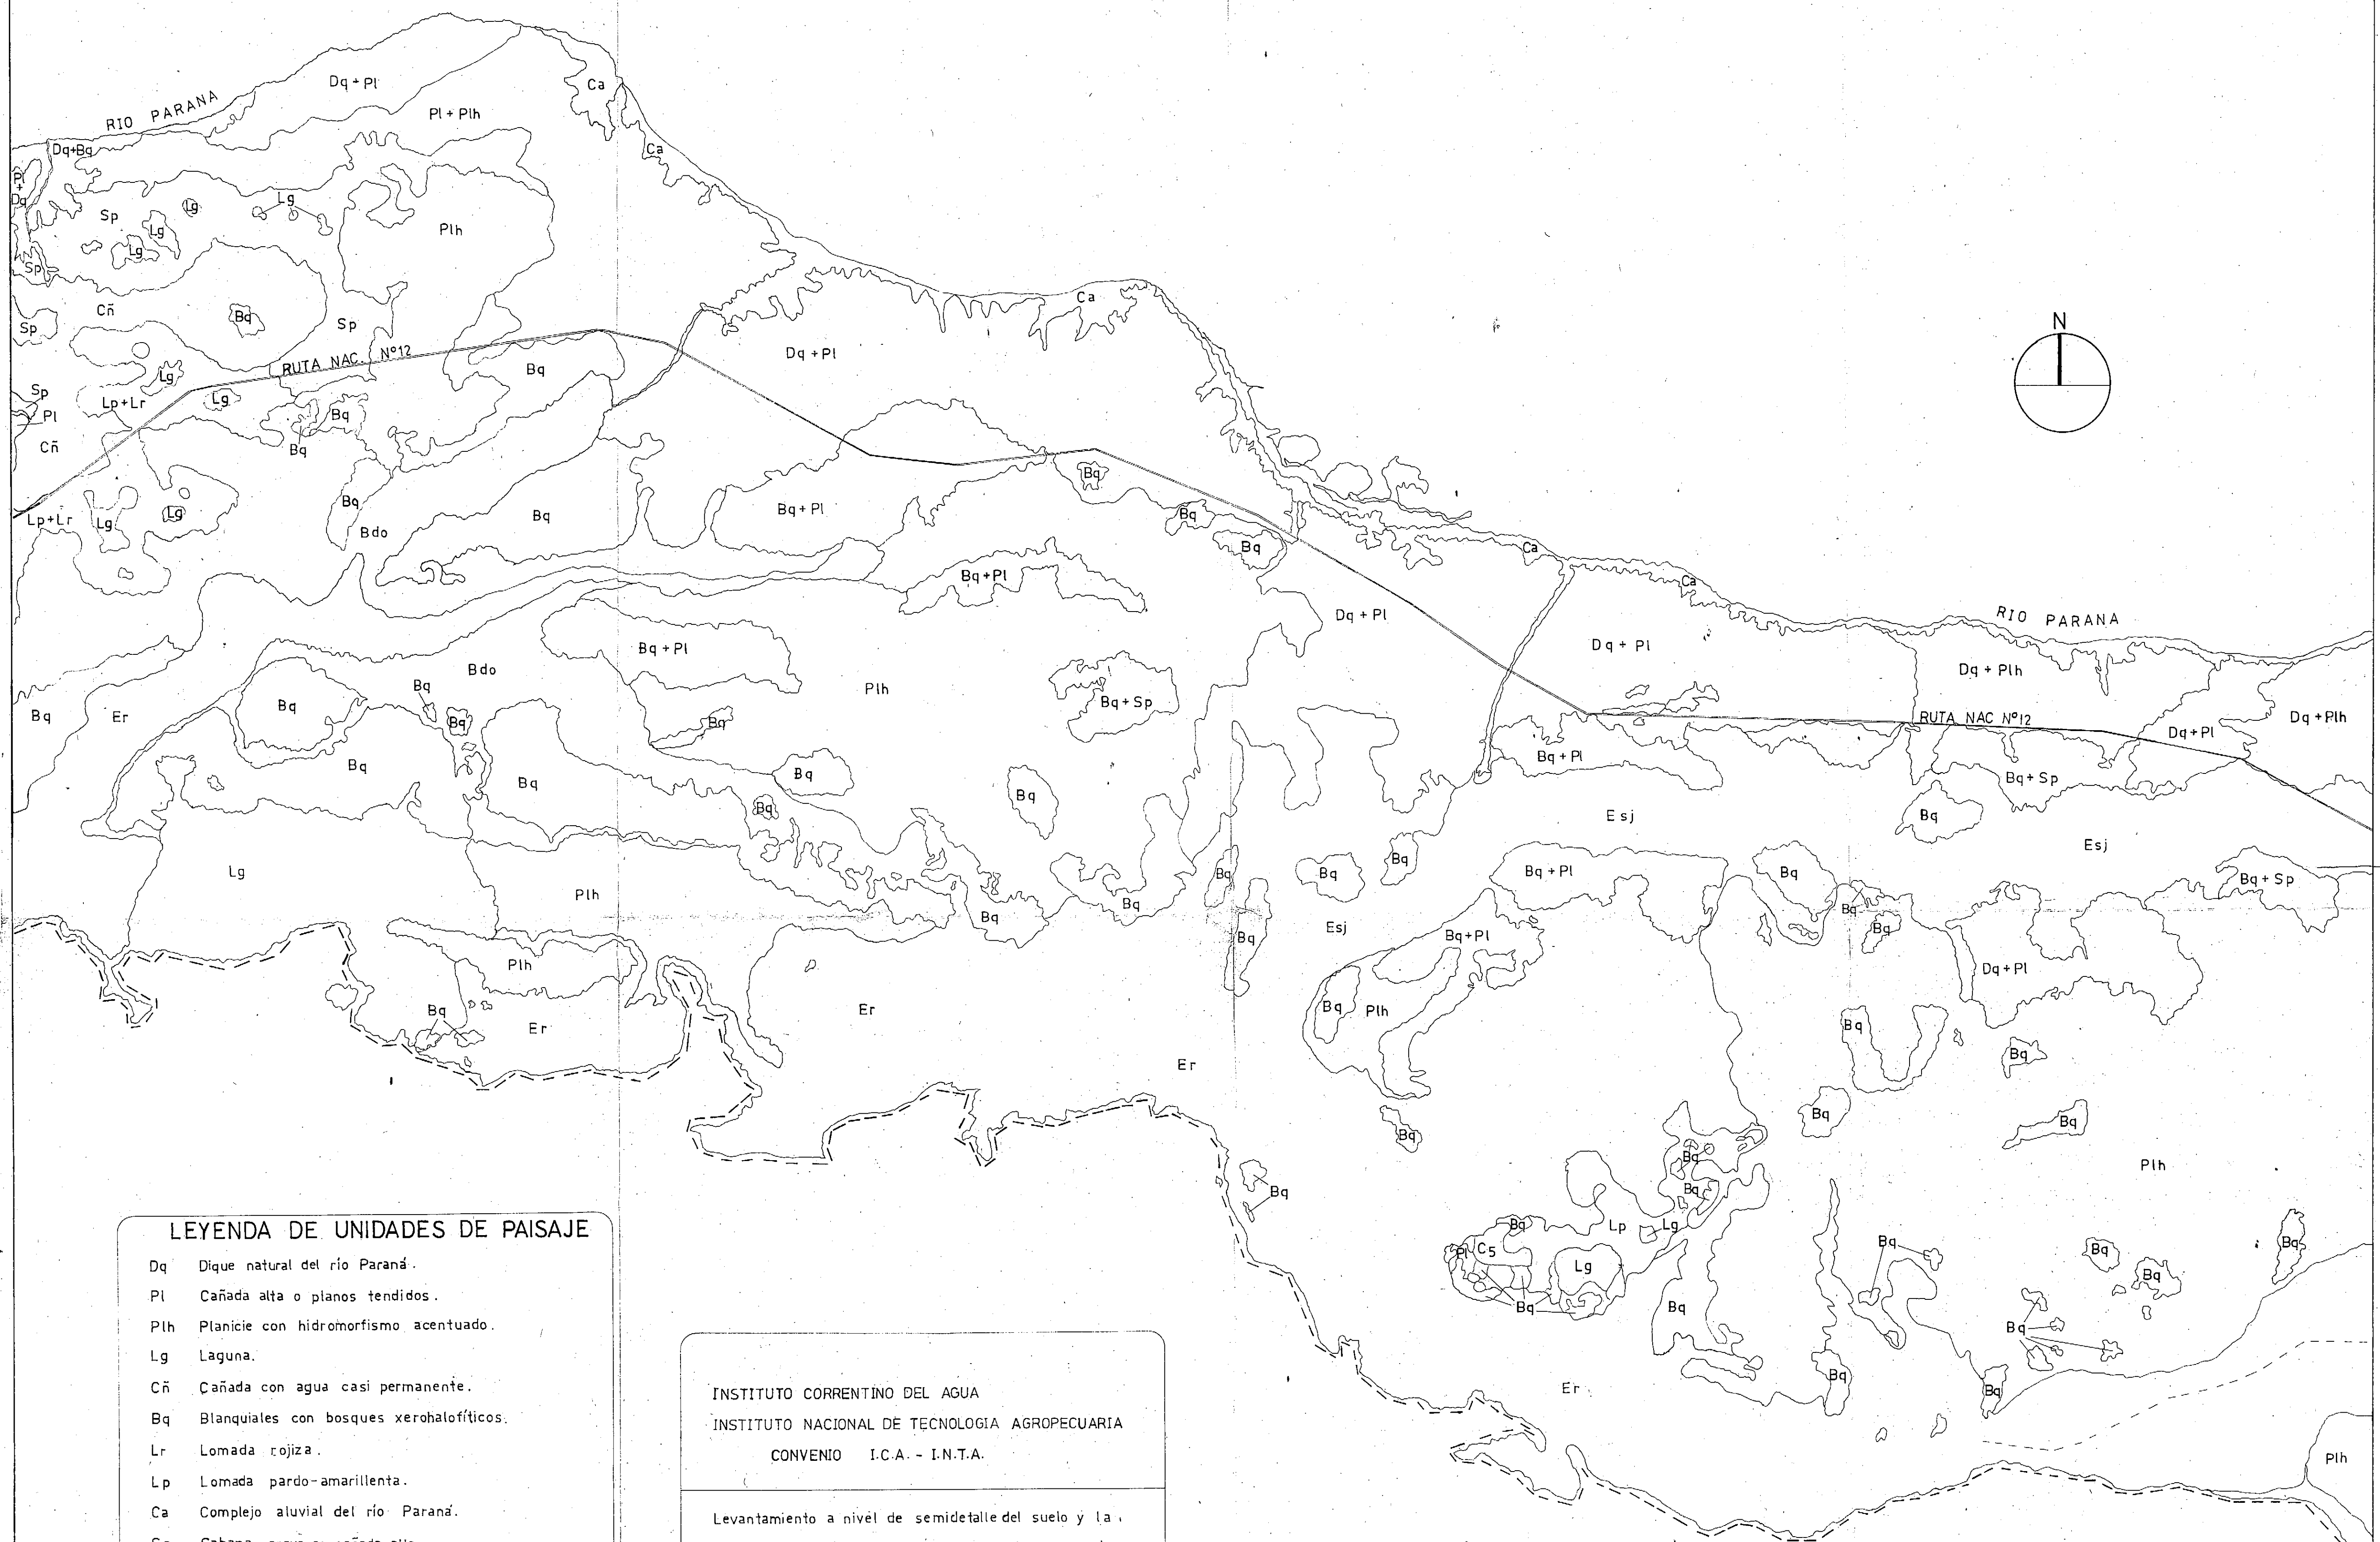 Dq + Pl
Ca
RIO PARANA
Pl + Plh
Dq+Bq
Ca
Pl
+
Dq
Lg
Lg
Sp
Lg
Plh
Lg
Sp
Ca
Cñ
Bq
Sp
Sp
N
RUTA NAC. Nº12
Dq + Pl
Bq
Lg
Sp
Lp+Lr
Lg
Pl
Bq
Cñ
Bq
Bq
Bq
Bq + Pl
Bq
Bq
Lp+Lr
Lg
Lg
Bdo
Bq
Ca
Bq+Pl
Ca
Dq + Pl
RIO PARANA
Bq + Pl
Dq + Pl
Bdo
Dq + Plh
Bq
Plh
Bq
Bq + Sp
Bq
Er
Bq
Bq
RUTA NAC Nº12
Dq + Plh
Dq + Pl
Bq + Pl
Bq
Bq
Bq
Bq + Sp
Bq
Bq
Esj
Bq
Esj
Bq
Lg
Bq
Bq
Bq + Pl
Bq
Bq + Sp
Plh
Bq
Bq
Bq
Esj
Bq
Bq
Bq+Pl
Plh
Dq + Pl
Bq
Er
Bq
Plh
Er
Bq
Bq
Er
Bq
Bq
Bq
Bq
Plh
Bq
Bq
Bq
Lp
Lg
Bq
Pl
C5
Lg
Bq
Bq
Bq
Bq
Bq
Bq
Bq
Bq
Er
Bq
Plh
LEYENDA DE UNIDADES DE PAISAJE
Dq Dique natural del río Paraná.
Pl Cañada alta o planos tendidos.
Plh Planicie con hidromorfismo acentuado.
Lg Laguna.
Cñ Cañada con agua casi permanente.
Bq Blanquiales con bosques xerohalofíticos.
Lr Lomada rojiza.
Lp Lomada pardo-amarillenta.
Ca Complejo aluvial del río Paraná.
INSTITUTO CORRENTINO DEL AGUA
INSTITUTO NACIONAL DE TECNOLOGIA AGROPECUARIA
CONVENIO I.C.A. - I.N.T.A.
Levantamiento a nivel de semidetalle del suelo y la